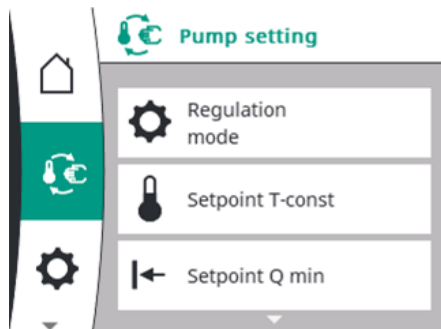 Pump setting
Regulation
mode
Setpoint T-const
Setpoint Q min